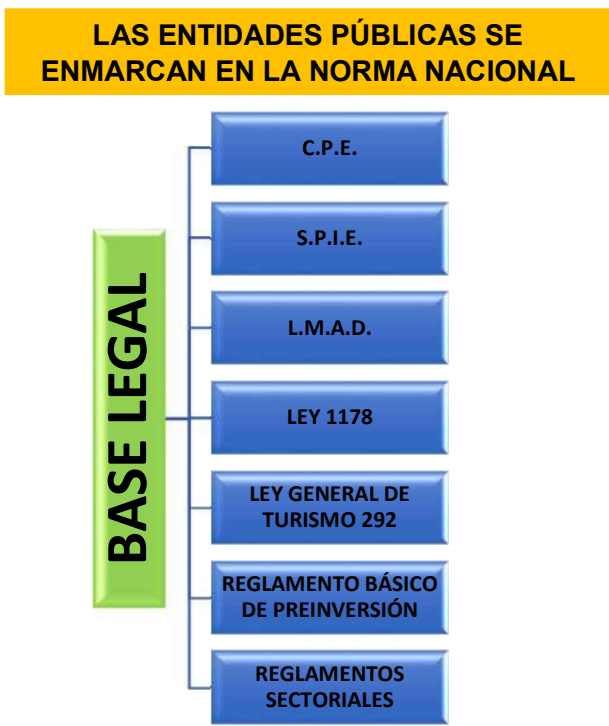 LAS ENTIDADES PÚBLICAS SE
ENMARCAN EN LA NORMA NACIONAL
BASE LEGAL
C.P.E.
S.P.I.E.
L.M.A.D.
LEY 1178
LEY GENERAL DE
TURISMO 292
REGLAMENTO BÁSICO
DE PREINVERSIÓN
REGLAMENTOS
SECTORIALES